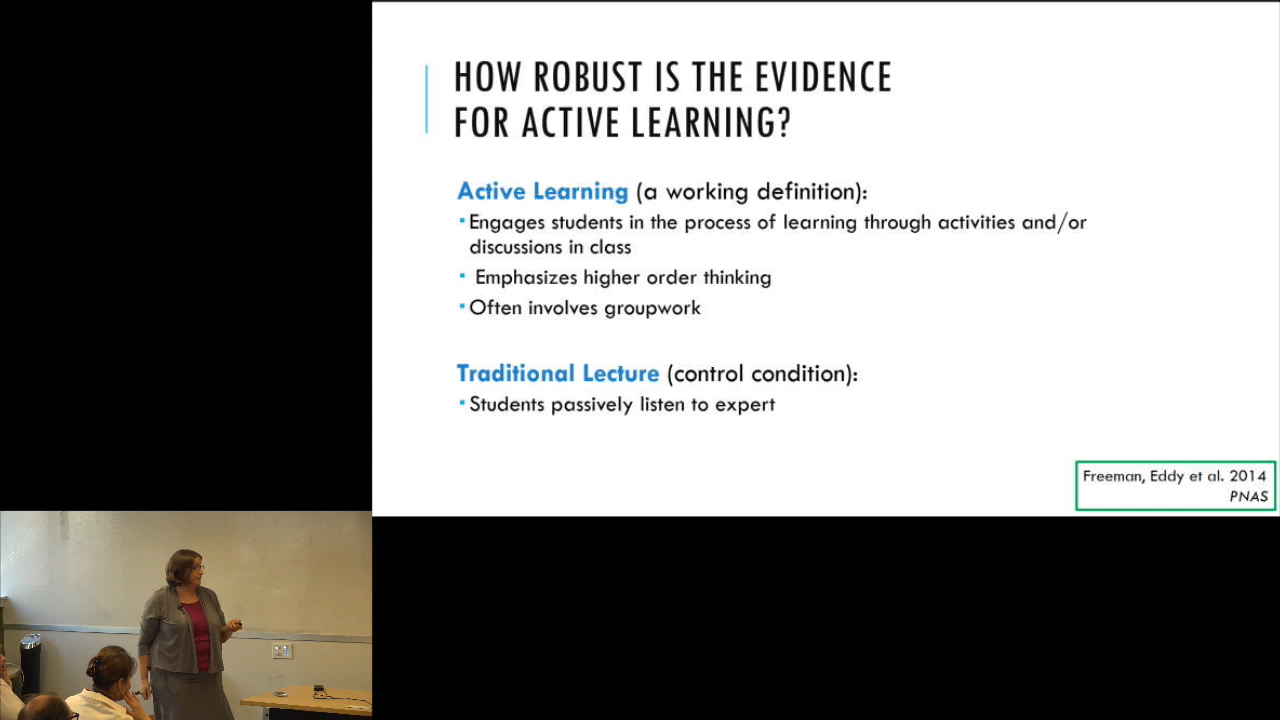 HOW ROBUST IS THE EVIDENCE
FOR ACTIVE LEARNING?
Active Learning (a working definition):
▪ Engages students in the process of learning through activities and/or
discussions in class
▪ Emphasizes higher order thinking
▪ Often involves groupwork
Traditional Lecture (control condition):
▪ Students passively listen to expert
Freeman, Eddy et al. 2014
PNAS